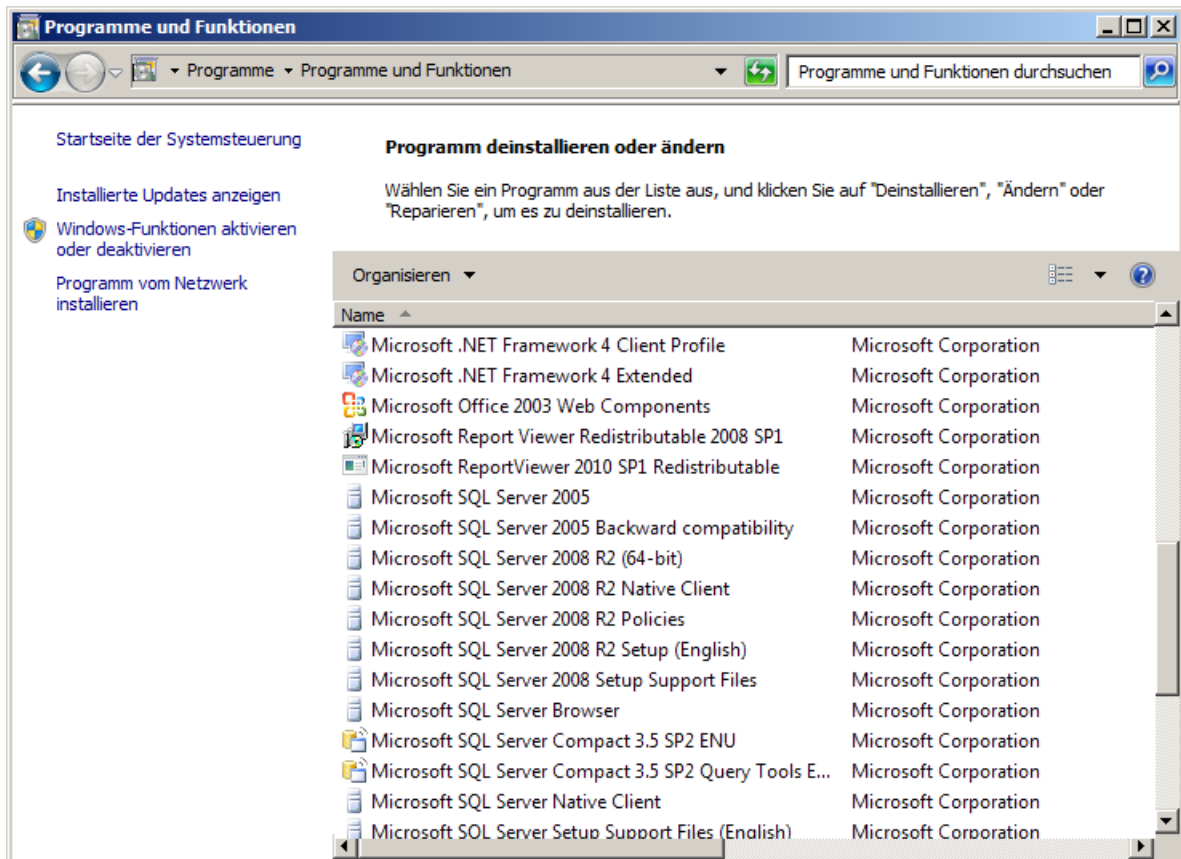 Programme und Funktionen
Programme Programme und Funktionen
Programme und Funktionen durchsuchen
Startseite der Systemsteuerung
Installierte Updates anzeigen
Windows-Funktionen aktivieren
oder deaktivieren
Programm vom Netzwerk
installieren
Programm deinstallieren oder ändern
Wählen Sie ein Programm aus der Liste aus, und klicken Sie auf "Deinstallieren", "Ändern" oder
"Reparieren", um es zu deinstallieren.
Organisieren
Name
Microsoft .NET Framework 4 Client Profile Microsoft Corporation
Microsoft .NET Framework 4 Extended Microsoft Corporation
Microsoft Office 2003 Web Components Microsoft Corporation
Microsoft Report Viewer Redistributable 2008 SP1 Microsoft Corporation
Microsoft ReportViewer 2010 SP1 Redistributable Microsoft Corporation
Microsoft SQL Server 2005 Microsoft Corporation
Microsoft SQL Server 2005 Backward compatibility Microsoft Corporation
Microsoft SQL Server 2008 R2 (64-bit) Microsoft Corporation
Microsoft SQL Server 2008 R2 Native Client Microsoft Corporation
Microsoft SQL Server 2008 R2 Policies Microsoft Corporation
Microsoft SQL Server 2008 R2 Setup (English) Microsoft Corporation
Microsoft SQL Server 2008 Setup Support Files Microsoft Corporation
Microsoft SQL Server Browser Microsoft Corporation
Microsoft SQL Server Compact 3.5 SP2 ENU Microsoft Corporation
Microsoft SQL Server Compact 3.5 SP2 Query Tools E... Microsoft Corporation
Microsoft SQL Server Native Client Microsoft Corporation
Microsoft SQL Server Setup Support Files (English) Microsoft Corporation